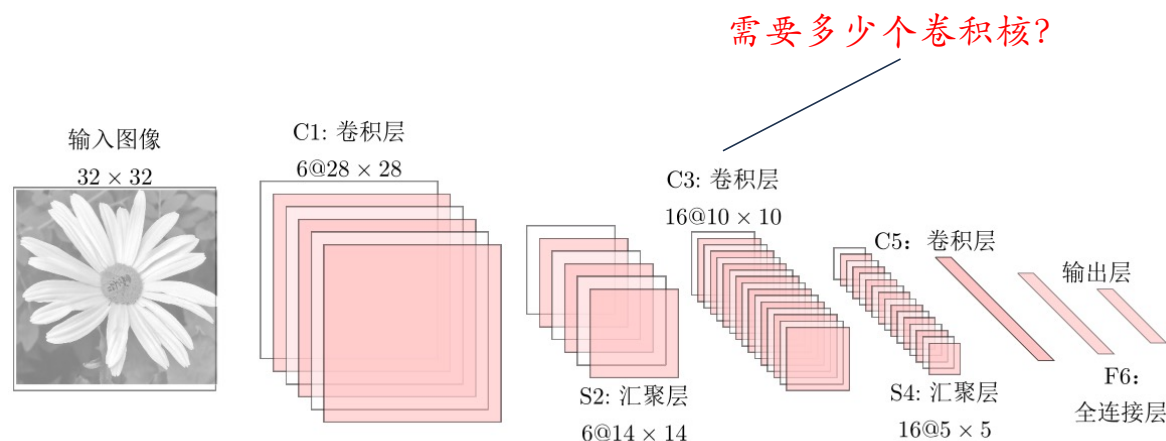 需要多少个卷积核?
输入图像
32 × 32
C1: 卷积层
6@28 × 28
S2: 汇聚层
6@14 × 14
C3: 卷积层
16@10 × 10
S4: 汇聚层
16@5 × 5
C5: 卷积层
F6:
全连接层
输出层